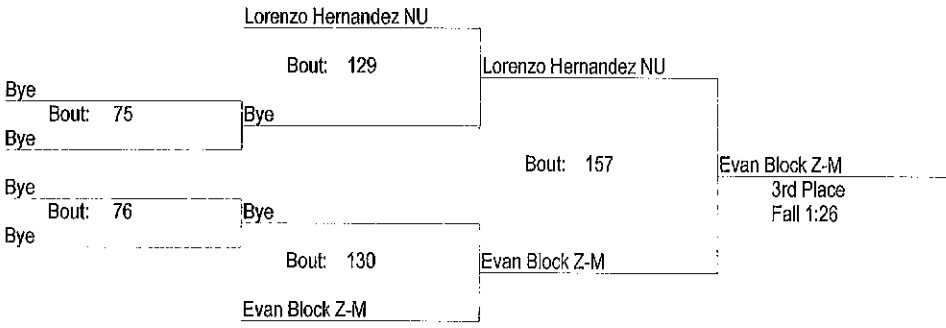 Lorenzo Hernandez NU
Bout: 129
Lorenzo Hernandez NU
Bye
Bout: 75
Bye
Bye
Bout: 157
Evan Block Z-M
3rd Place
Fall 1:26
Bye
Bout: 76
Bye
Bye
Bout: 130
Evan Block Z-M
Evan Block Z-M